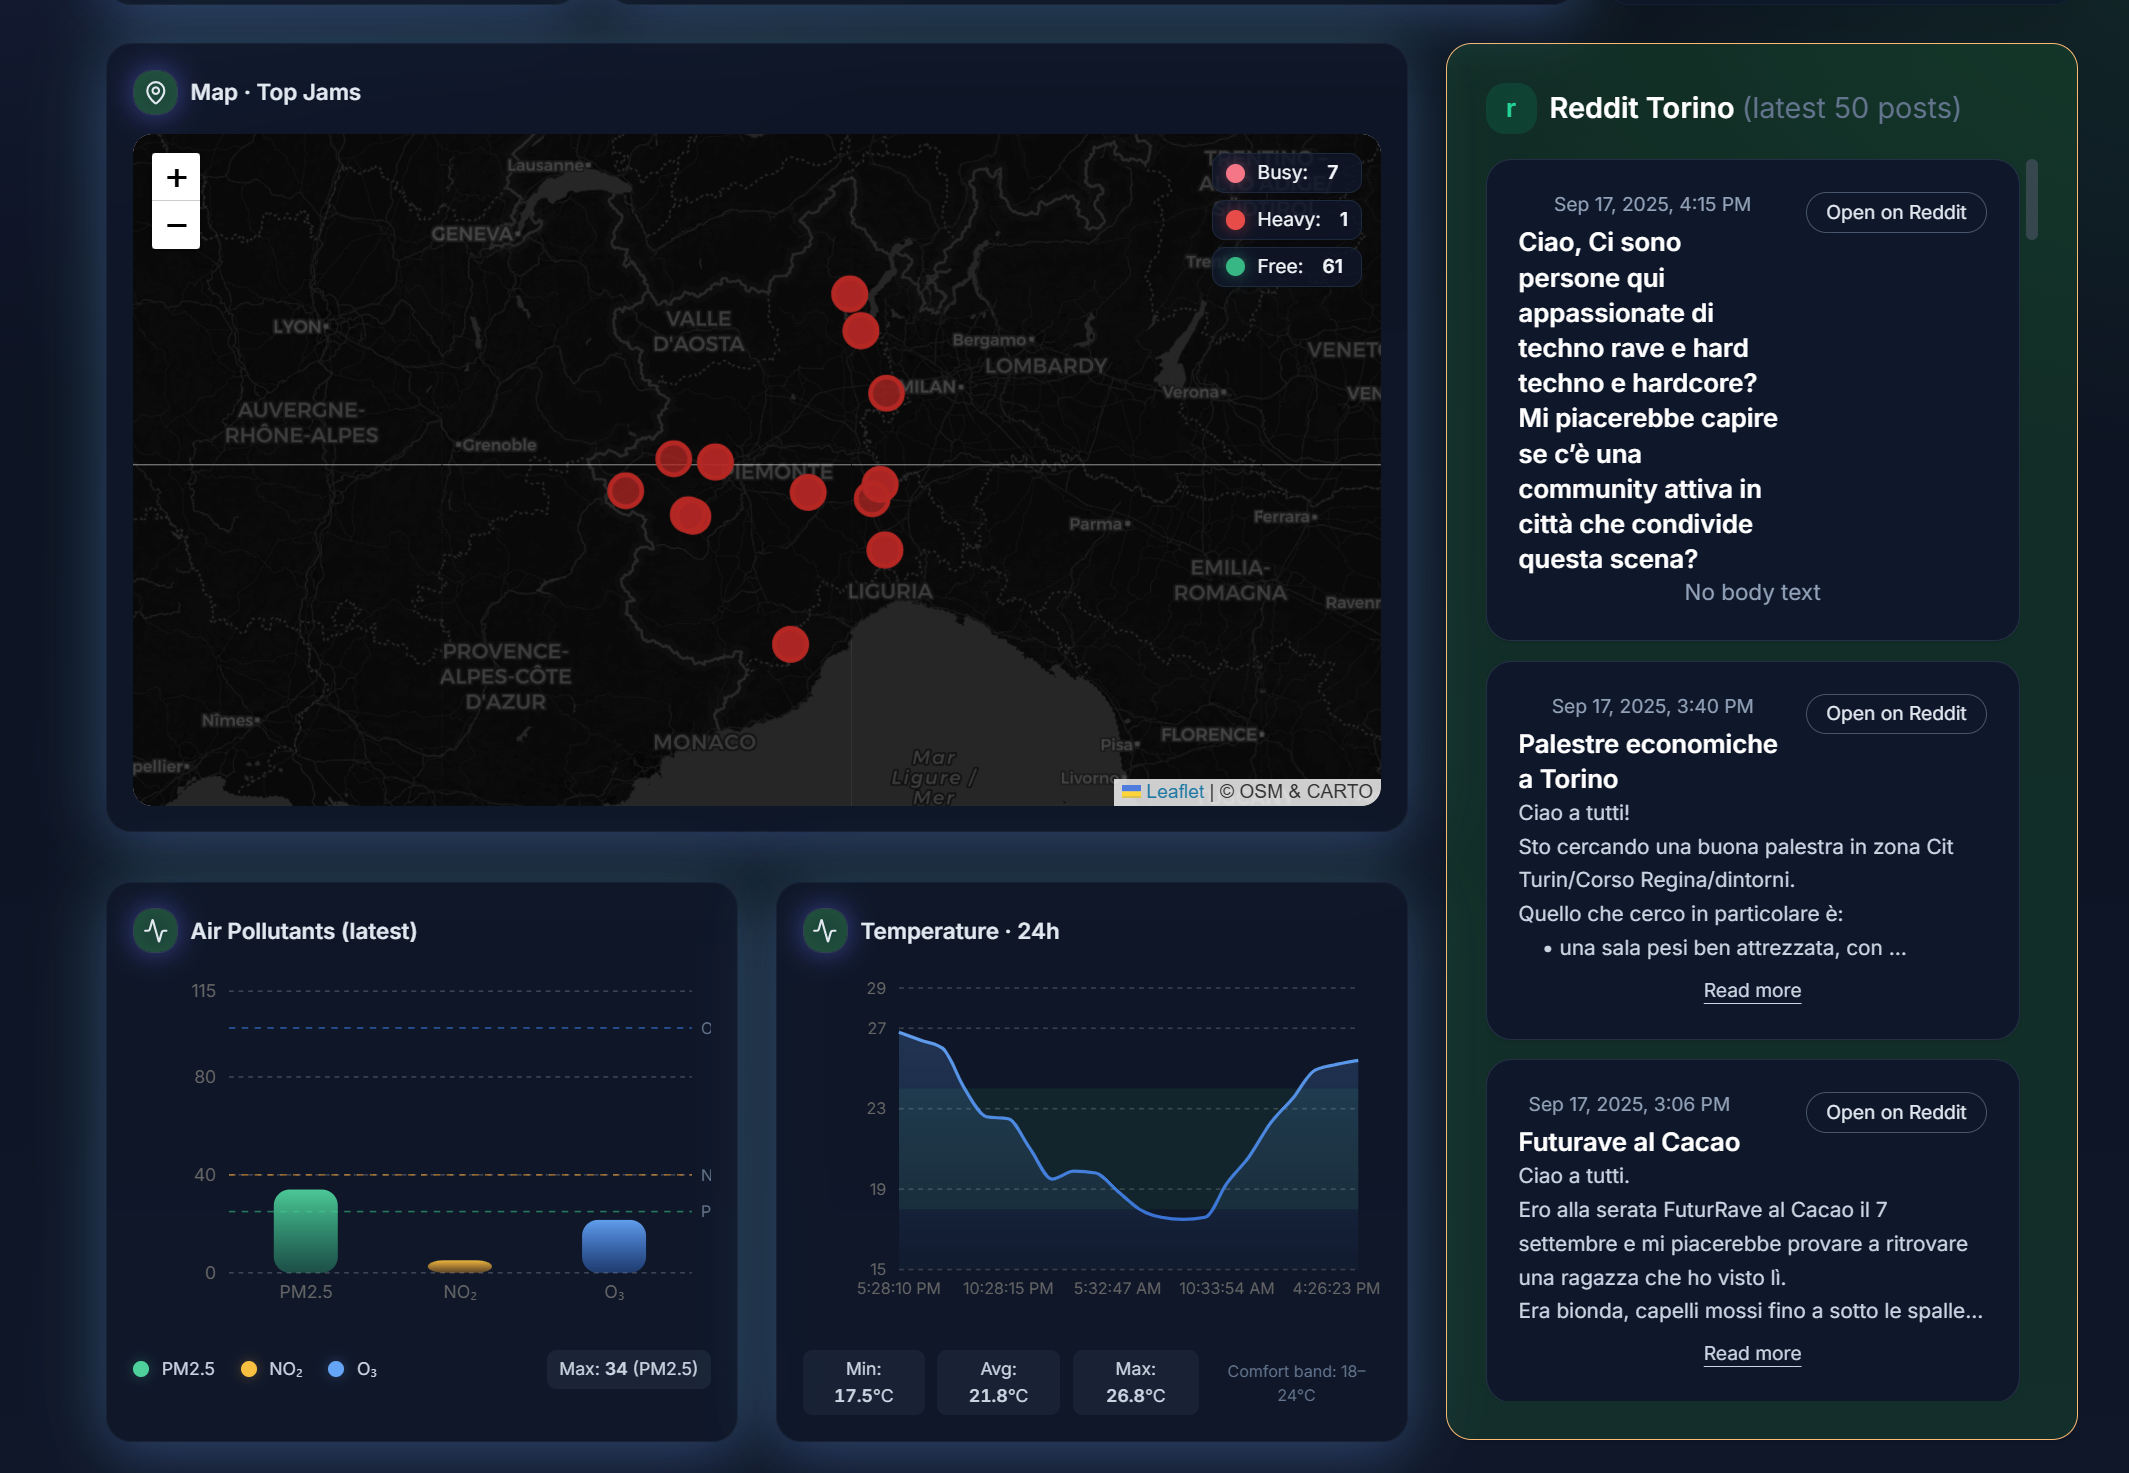 Map · Top Jams
+
−
Busy: 7
Heavy: 1
Free: 61
Lausanne
GENEVA
LYON
VALLE
D'AOSTA
Bergamo
LOMBARDY
MILAN
Verona
AUVERGNE-
RHÔNE-ALPES
Grenoble
Parma
Ferrara
EMILIA-
ROMAGNA
LIGURIA
PROVENCE-
ALPES-CÔTE
D'AZUR
Nîmes
MONACO
Mar
Ligure /
Mer
Pisa
FLORENCE
Livorno
Leaflet | © OSM & CARTO
Air Pollutants (latest)
115
80
40
0
O
N
P
PM2.5
NO₂
O₃
PM2.5 NO₂ O₃
Max: 34 (PM2.5)
Temperature · 24h
29
27
23
19
15
5:28:10 PM 10:28:15 PM 5:32:47 AM 10:33:54 AM 4:26:23 PM
Min:
17.5°C
Avg:
21.8°C
Max:
26.8°C
Comfort band: 18–
24°C
r
Reddit Torino (latest 50 posts)
Sep 17, 2025, 4:15 PM
Open on Reddit
Ciao, Ci sono
persone qui
appassionate di
techno rave e hard
techno e hardcore?
Mi piacerebbe capire
se c’è una
community attiva in
città che condivide
questa scena?
No body text
Sep 17, 2025, 3:40 PM
Open on Reddit
Palestre economiche
a Torino
Ciao a tutti!
Sto cercando una buona palestra in zona Cit
Turin/Corso Regina/dintorni.
Quello che cerco in particolare è:
• una sala pesi ben attrezzata, con ...
Read more
Sep 17, 2025, 3:06 PM
Open on Reddit
Futurave al Cacao
Ciao a tutti.
Ero alla serata FuturRave al Cacao il 7
settembre e mi piacerebbe provare a ritrovare
una ragazza che ho visto lì.
Era bionda, capelli mossi fino a sotto le spalle...
Read more